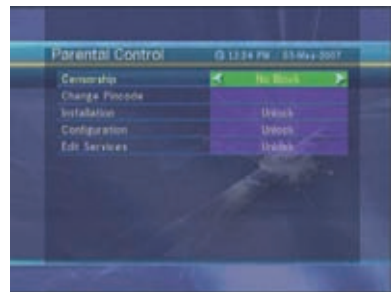 Parental Control 12:34 PM 03-May-2007
Censorship No Block
Change Pincode
Installation Unlock
Configuration Unlock
Edit Services Unlock